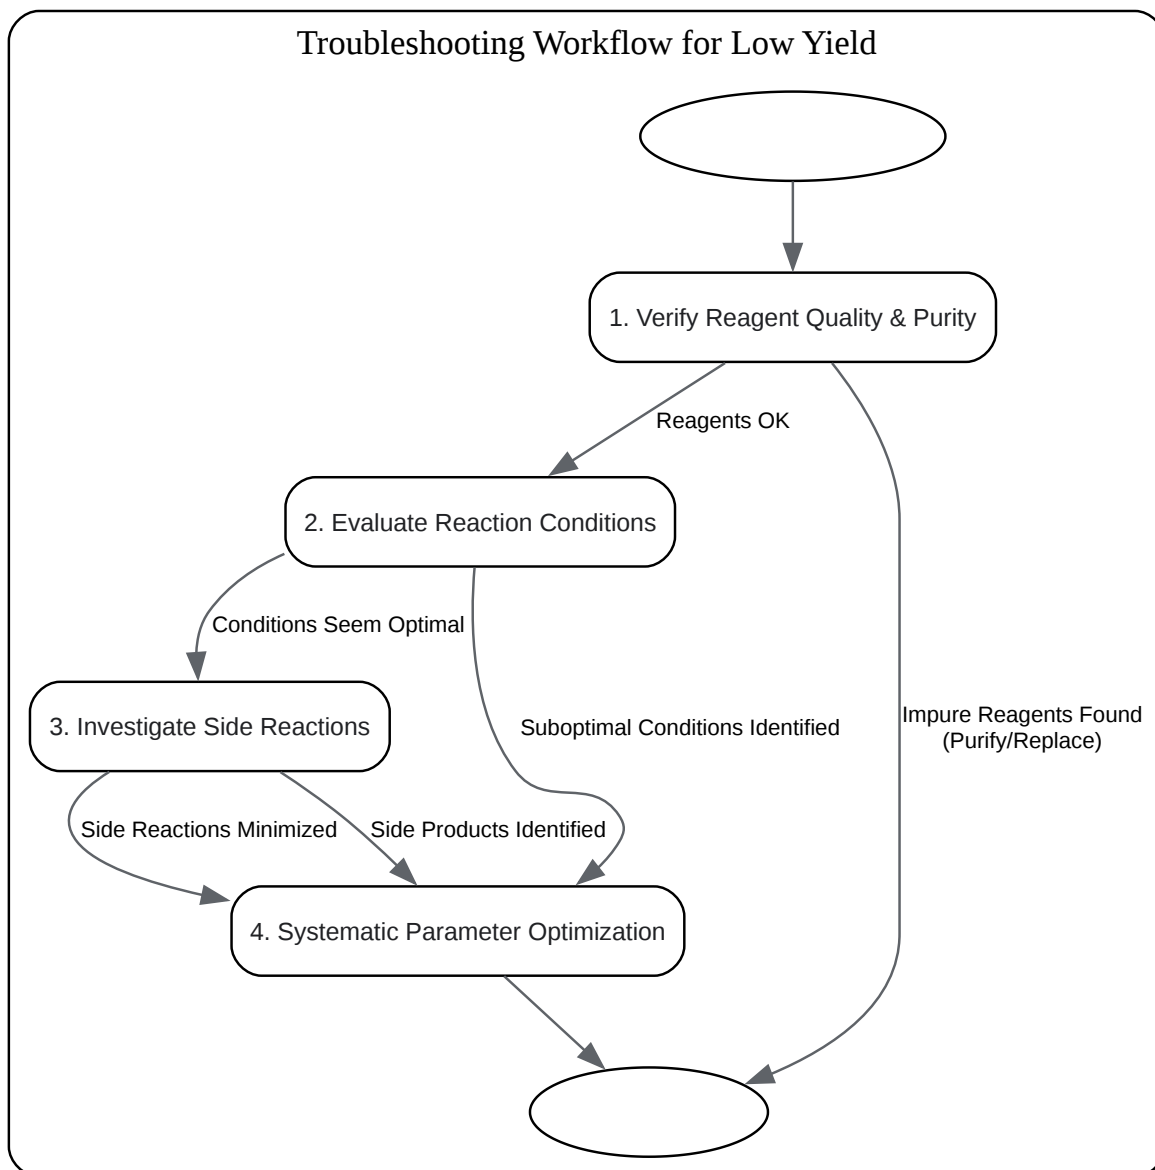 Troubleshooting Workflow for Low Yield
1. Verify Reagent Quality & Purity
Reagents OK
2. Evaluate Reaction Conditions
Conditions Seem Optimal
3. Investigate Side Reactions
Suboptimal Conditions Identified
Impure Reagents Found
(Purify/Replace)
Side Reactions Minimized
Side Products Identified
4. Systematic Parameter Optimization